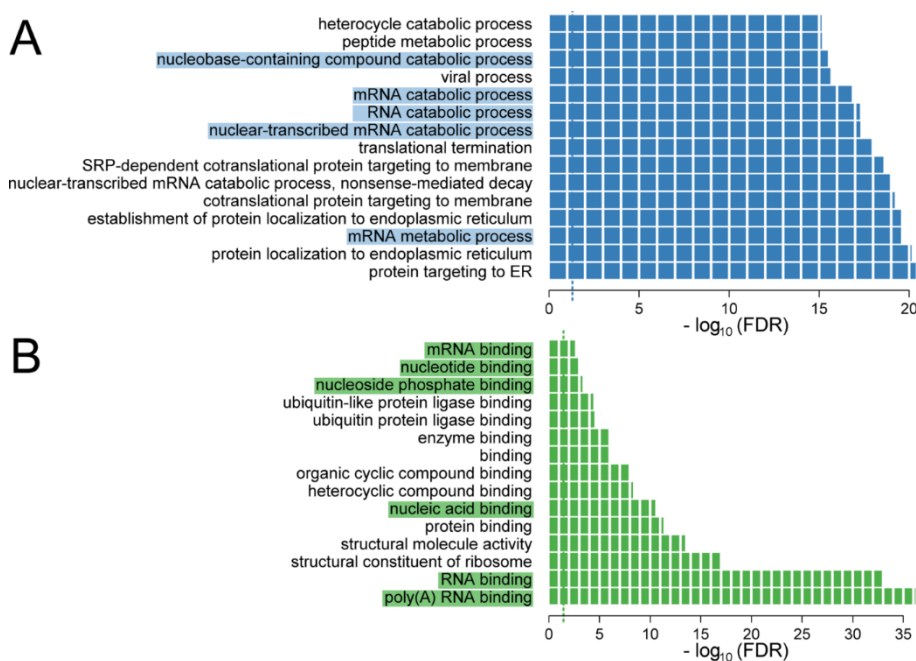 A
heterocycle catabolic process
peptide metabolic process
nucleobase-containing compound catabolic process
viral process
mRNA catabolic process
RNA catabolic process
nuclear-transcribed mRNA catabolic process
translational termination
SRP-dependent cotranslational protein targeting to membrane
nuclear-transcribed mRNA catabolic process, nonsense-mediated decay
cotranslational protein targeting to membrane
establishment of protein localization to endoplasmic reticulum
mRNA metabolic process
protein localization to endoplasmic reticulum
protein targeting to ER
0 5 10 15 20
- log₁₀ (FDR)
B
mRNA binding
nucleotide binding
nucleoside phosphate binding
ubiquitin-like protein ligase binding
ubiquitin protein ligase binding
enzyme binding
binding
organic cyclic compound binding
heterocyclic compound binding
nucleic acid binding
protein binding
structural molecule activity
structural constituent of ribosome
RNA binding
poly(A) RNA binding
0 5 10 15 20 25 30 35
- log₁₀ (FDR)